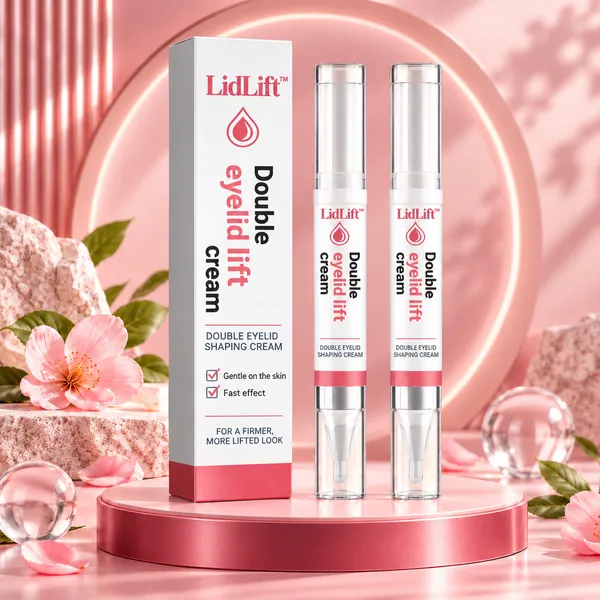 LidLift™
Double
eyelid lift
cream
DOUBLE EYELID
SHAPING CREAM
Gentle on the skin
Fast effect
FOR A FIRMER,
MORE LIFTED LOOK
LidLift™
Double
eyelid lift
cream
DOUBLE EYELID
SHAPING CREAM
LidLift™
Double
eyelid lift
cream
DOUBLE EYELID
SHAPING CREAM